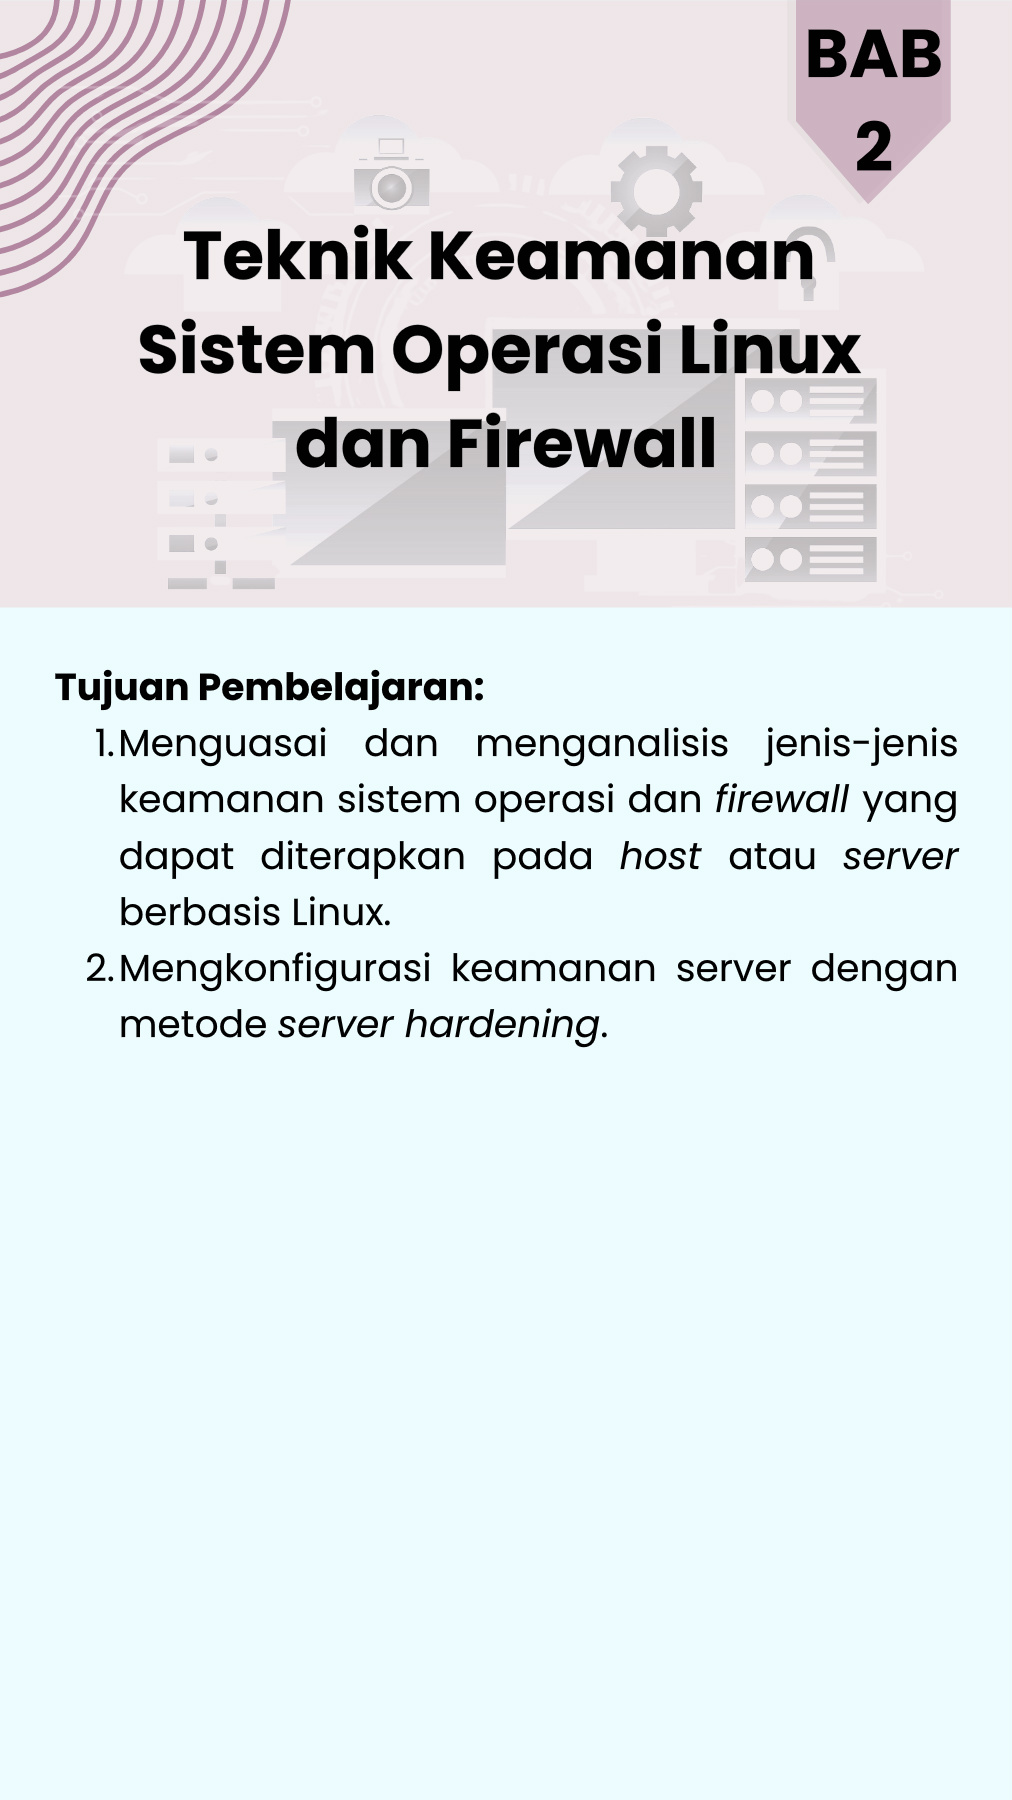 BAB
2
Teknik Keamanan
Sistem Operasi Linux
dan Firewall
Tujuan Pembelajaran:
1. Menguasai dan menganalisis jenis-jenis
keamanan sistem operasi dan firewall yang
dapat diterapkan pada host atau server
berbasis Linux.
2. Mengkonfigurasi keamanan server dengan
metode server hardening.